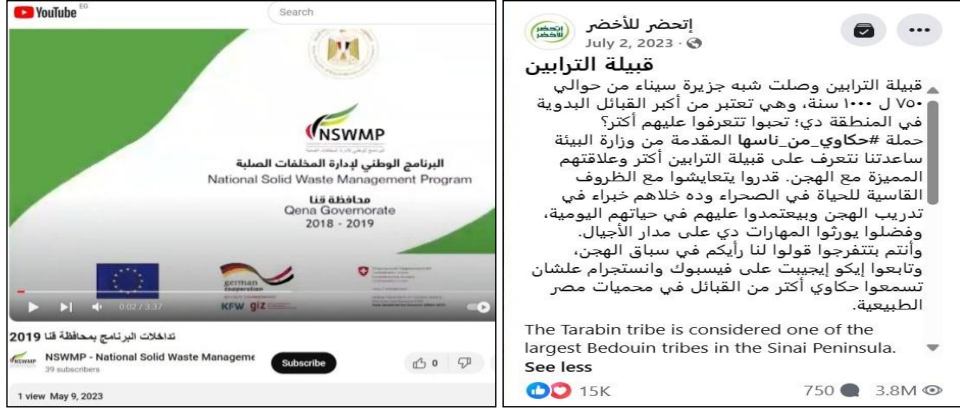 YouTube EG
Search
NSWMP
البرنامج الوطني لإدارة المخلفات الصلبة
البرنامج الوطني لإدارة المخلفات الصلبة
National Solid Waste Management Program
محافظة قنا
Qena Governorate
2018 - 2019
german
cooperation
KFW giz
0:02 / 3:37
تداخلات البرنامج بمحافظة قنا 2019
NSWMP - National Solid Waste Manageme
39 subscribers
Subscribe
0
1 view May 9, 2023
إتحضر للأخضر
إتحضر للأخضر
July 2, 2023
قبيلة الترابين
قبيلة الترابين وصلت شبه جزيرة سيناء من حوالي
٧٥٠ ل ١٠٠٠ سنة، وهي تعتبر من أكبر القبائل البدوية
في المنطقة دي؛ تحبوا تتعرفوا عليهم أكتر؟
حملة #حكاوي_من_ناسها المقدمة من وزارة البيئة
ساعدتنا نتعرف على قبيلة الترابين أكتر وعلاقتهم
المميزة مع الهجن. قدروا يتعايشوا مع الظروف
القاسية للحياة في الصحراء وده خلاهم خبراء في
تدريب الهجن وبيعتمدوا عليهم في حياتهم اليومية،
وفضلوا يورثوا المهارات دي على مدار الأجيال.
وأنتم بتتفرجوا قولوا لنا رأيكم في سباق الهجن،
وتابعوا إيكو إيجيبت على فيسبوك وانستجرام علشان
تسمعوا حكاوي أكتر من القبائل في محميات مصر
الطبيعية.
The Tarabin tribe is considered one of the
largest Bedouin tribes in the Sinai Peninsula.
See less
15K
750
3.8M